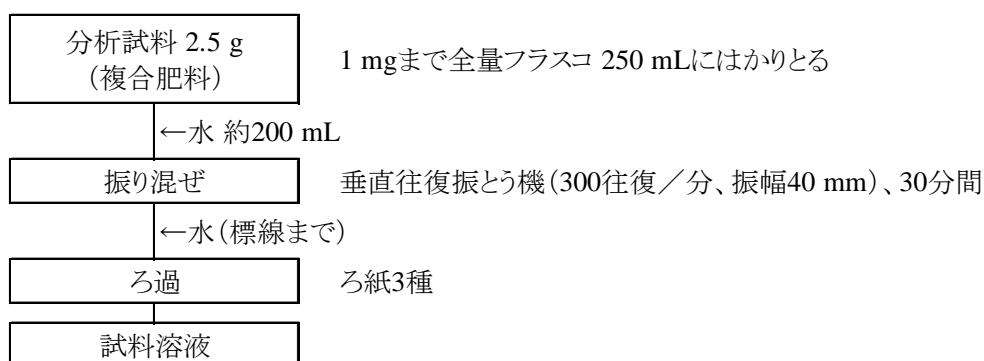 分析試料 2.5 g
(複合肥料)
1 mgまで全量フラスコ 250 mLにはかりとる
←水 約200 mL
振り混ぜ
垂直往復振とう機(300往復/分、振幅40 mm)、30分間
←水(標線まで)
ろ過
ろ紙3種
試料溶液